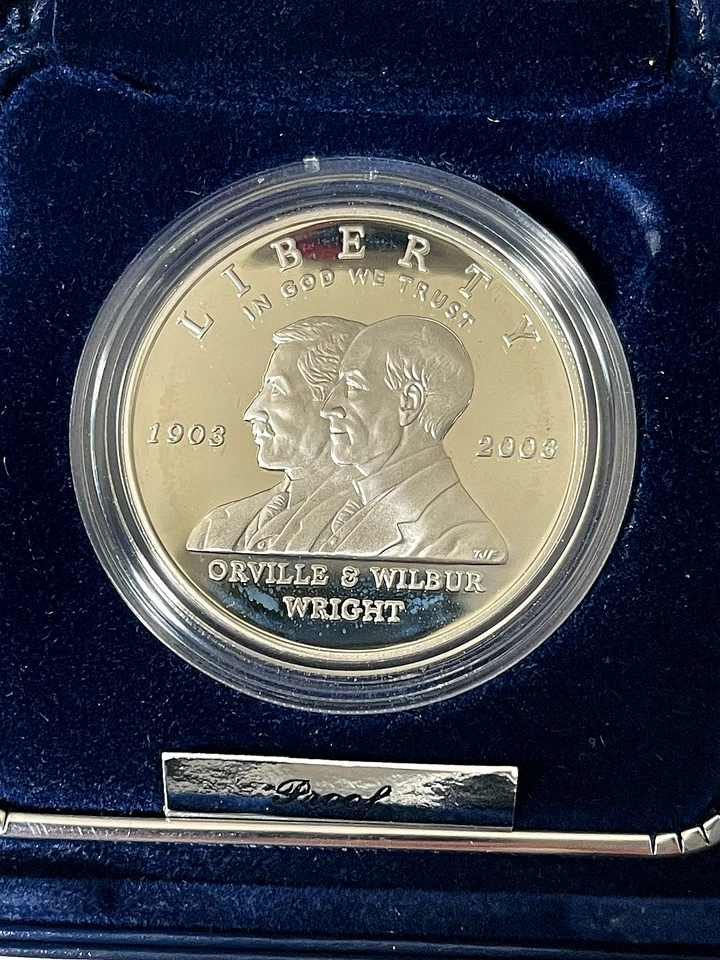 LIBERTY
IN GOD WE TRUST
1903 2003
ORVILLE & WILBUR
WRIGHT
Proof